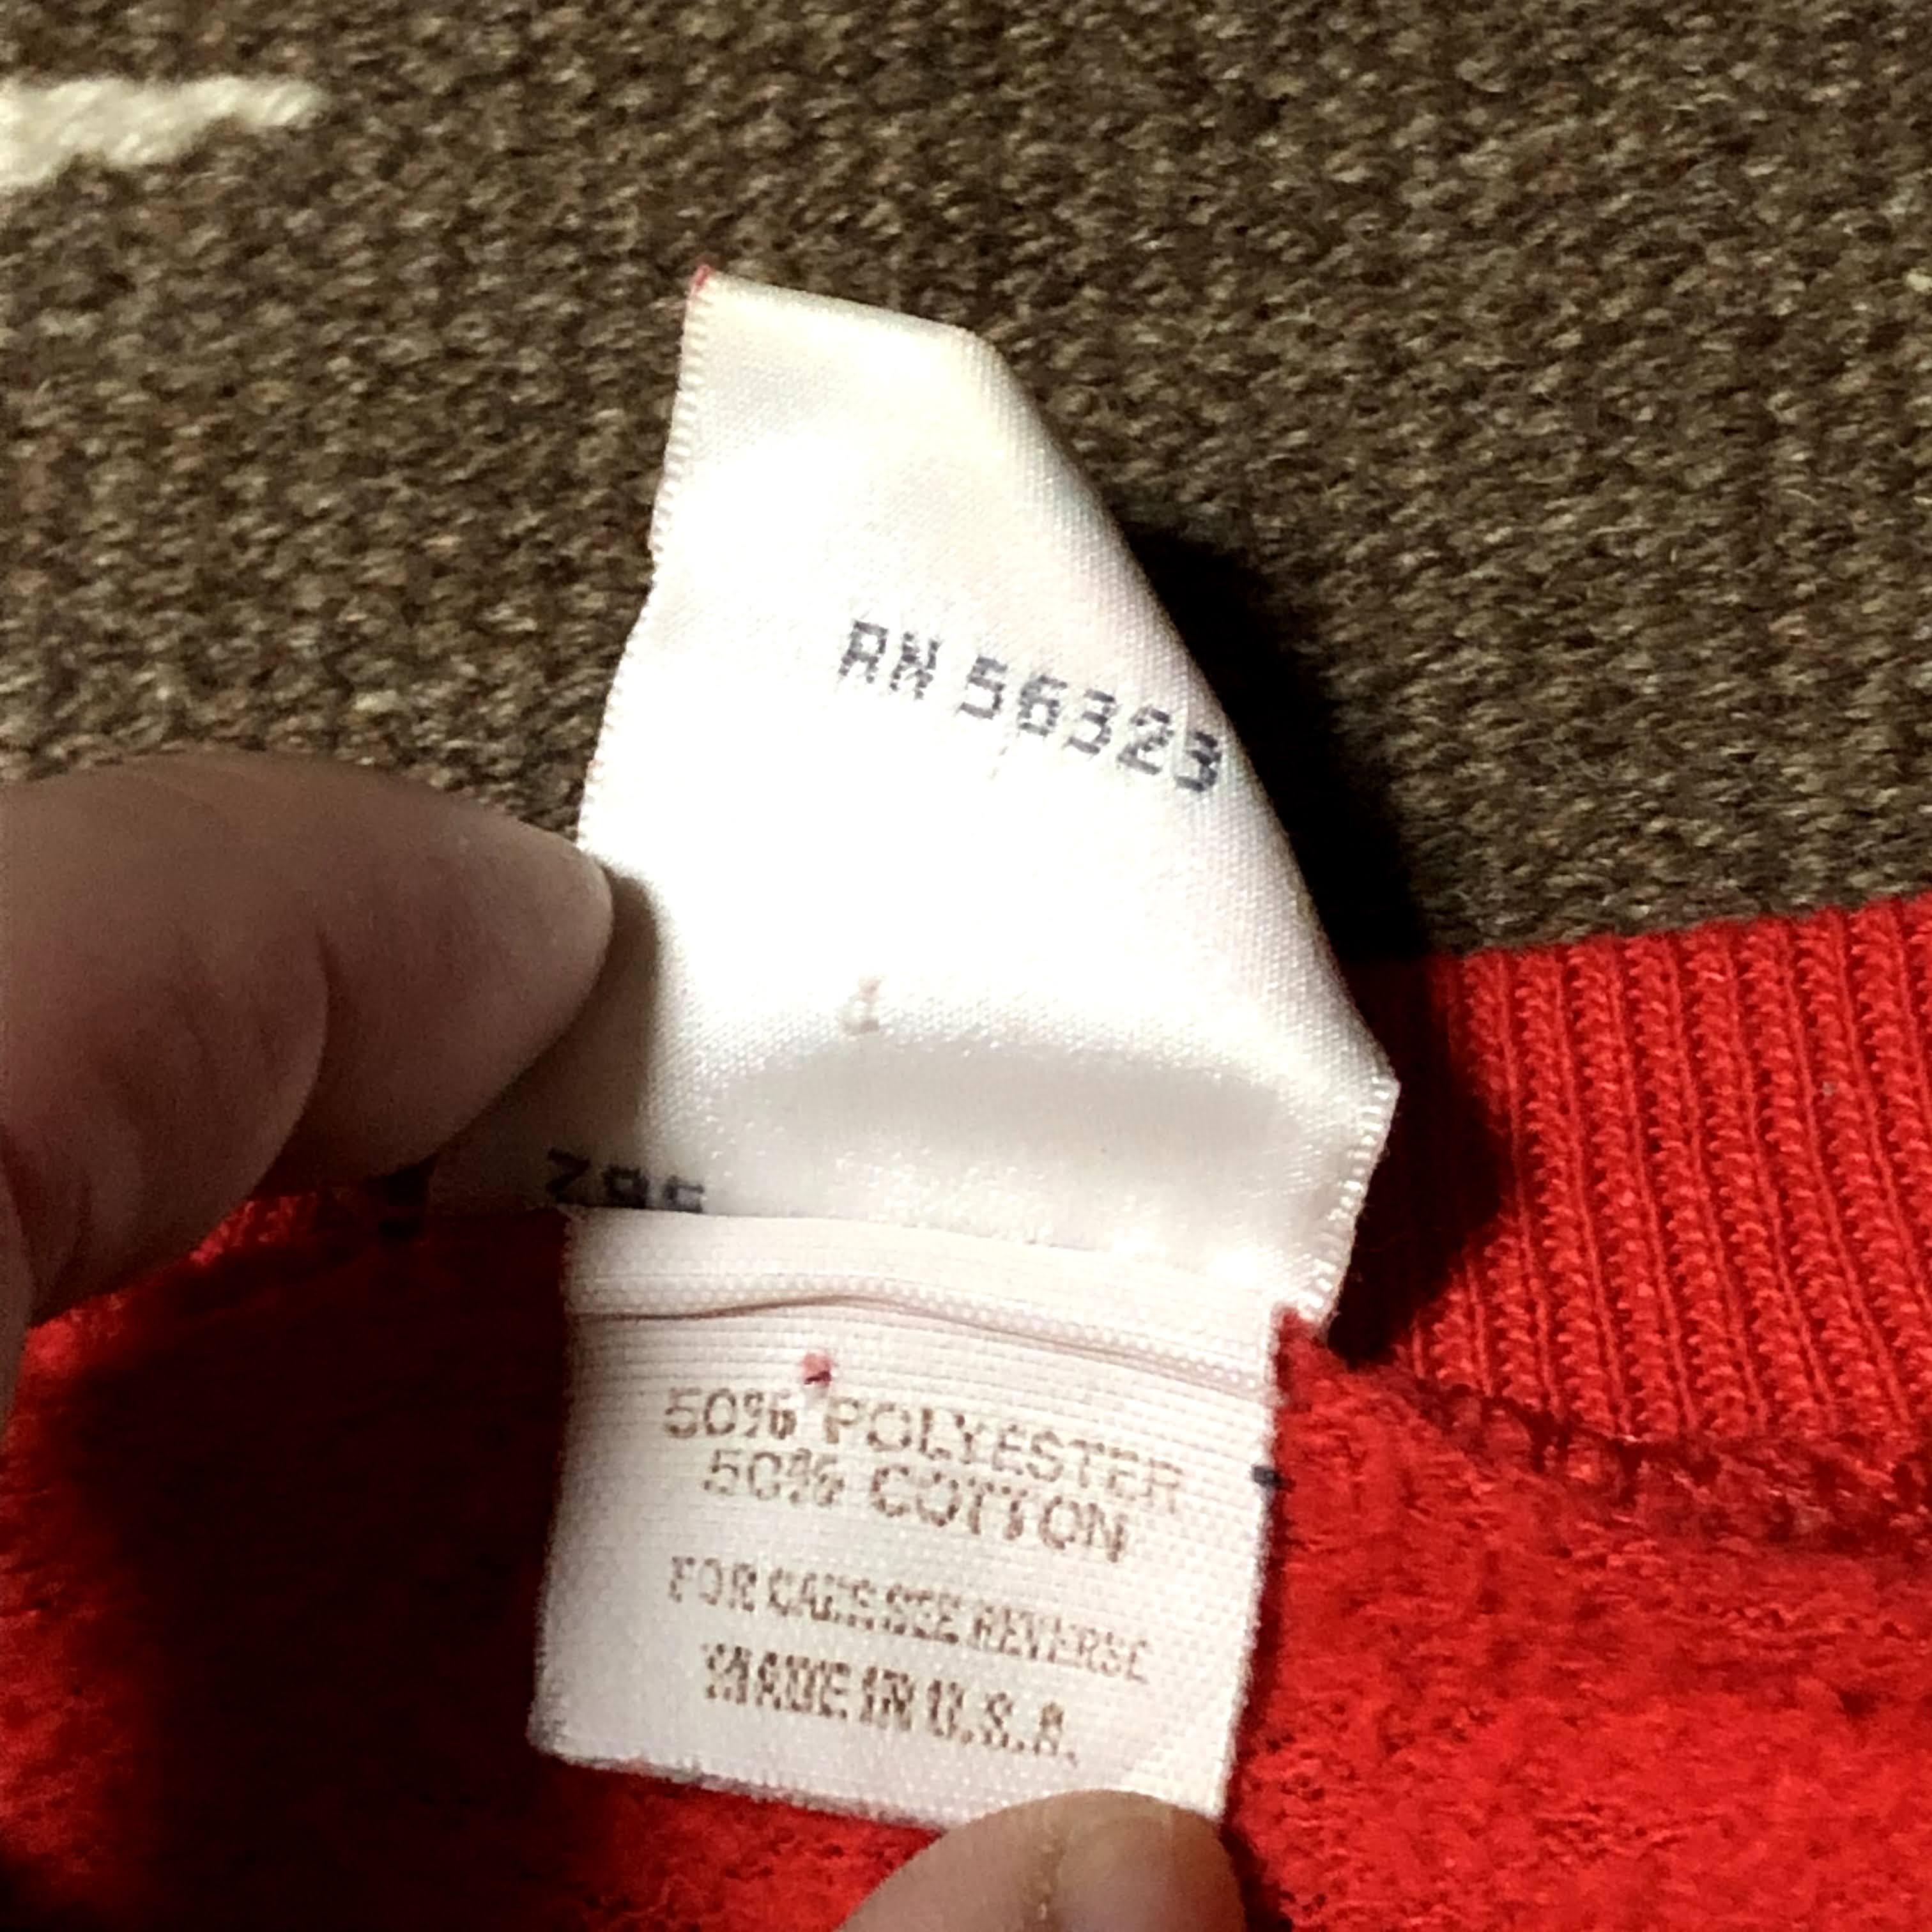 RN 56323
50% POLYESTER
50% COTTON
FOR CARE SEE REVERSE
MADE IN U.S.A.